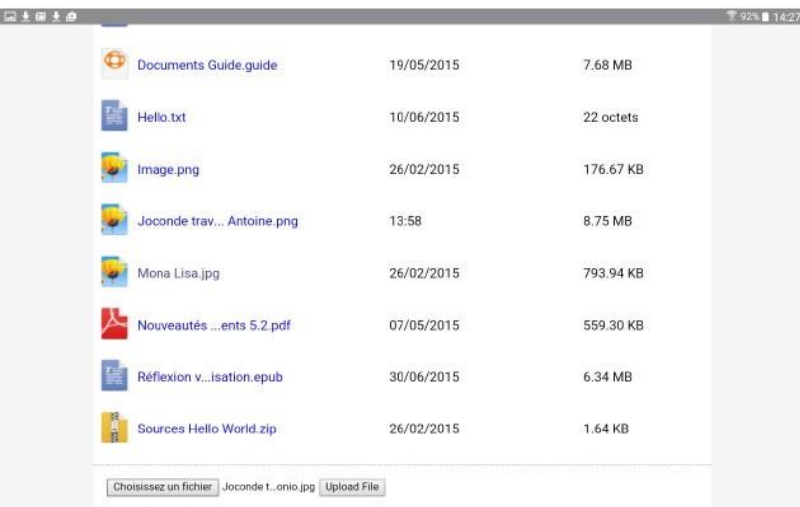 92% 14:27
Documents Guide.guide 19/05/2015 7.68 MB
Hello.txt 10/06/2015 22 octets
Image.png 26/02/2015 176.67 KB
Joconde trav... Antoine.png 13:58 8.75 MB
Mona Lisa.jpg 26/02/2015 793.94 KB
Nouveautés ...ents 5.2.pdf 07/05/2015 559.30 KB
Réflexion v...isation.epub 30/06/2015 6.34 MB
Sources Hello World.zip 26/02/2015 1.64 KB
Choisissez un fichier Joconde t...onio.jpg Upload File